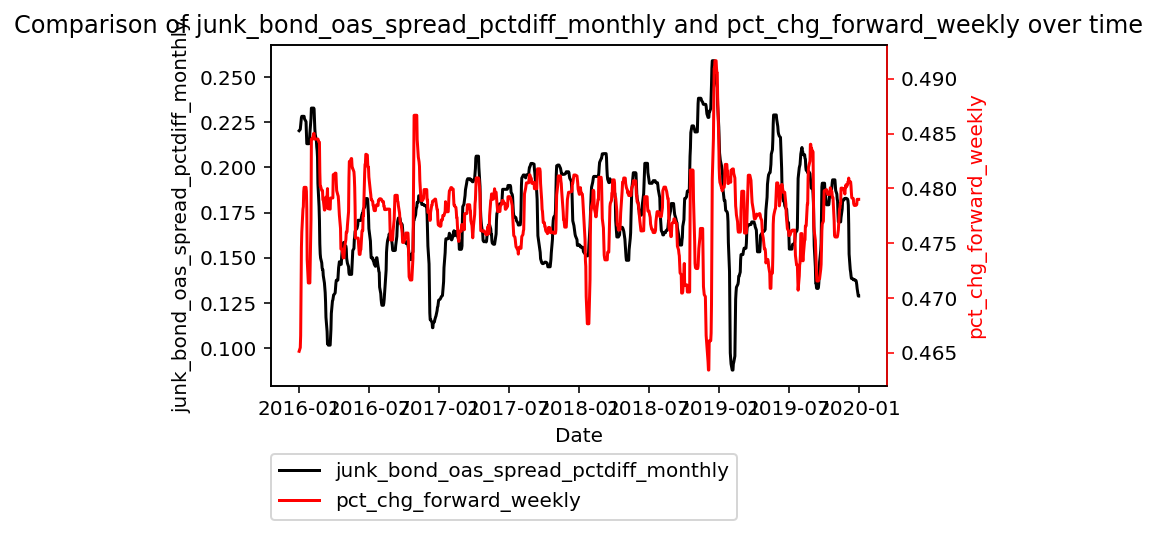 Comparison of junk_bond_oas_spread_pctdiff_monthly and pct_chg_forward_weekly over time
junk_bond_oas_spread_pctdiff_monthly
0.250
0.225
0.200
0.175
0.150
0.125
0.100
0.490
0.485
0.480
0.475
0.470
0.465
pct_chg_forward_weekly
2016-01 2016-07 2017-01 2017-07 2018-01 2018-07 2019-01 2019-07 2020-01
Date
junk_bond_oas_spread_pctdiff_monthly
pct_chg_forward_weekly